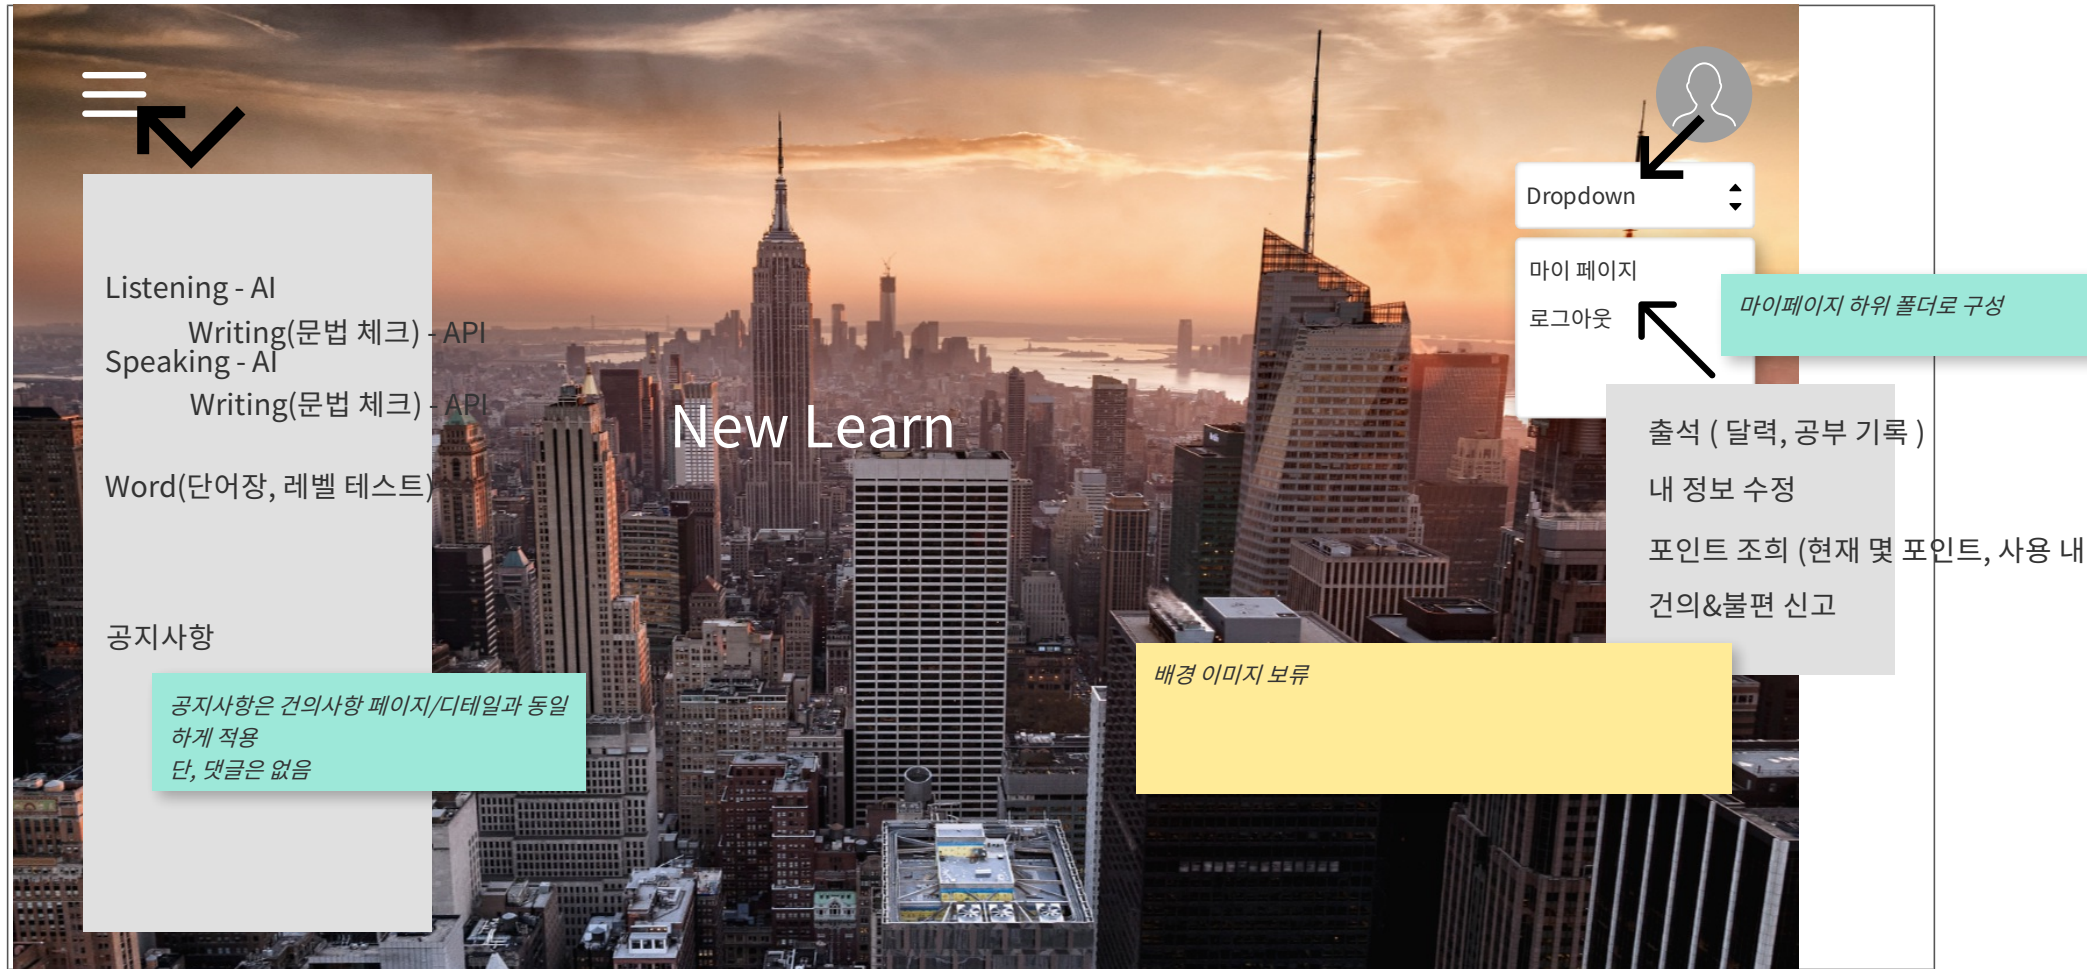 Listening - AI
Writing(문법 체크) - API
Speaking - AI
Writing(문법 체크) - API
Word(단어장, 레벨 테스트)
공지사항
공지사항은 건의사항 페이지/디테일과 동일
하게 적용
단, 댓글은 없음
New Learn
Dropdown
마이 페이지
로그아웃
마이페이지 하위 폴더로 구성
출석 ( 달력, 공부 기록 )
내 정보 수정
포인트 조희 (현재 몇 포인트, 사용 내
건의&불편 신고
배경 이미지 보류